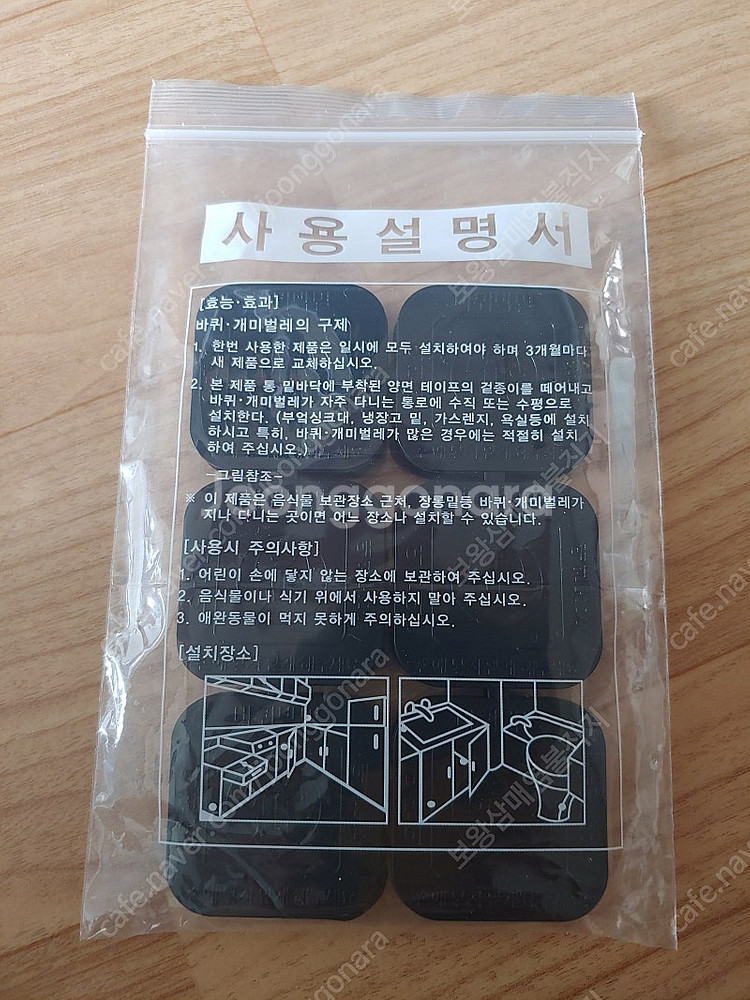 사용설명서
[효능·효과]
바퀴·개미벌레의 구제
1. 한번 사용한 제품은 일시에 모두 설치하여야 하며 3개월마다
새 제품으로 교체하십시오.
2. 본 제품 통 밑바닥에 부착된 양면 테이프의 겉종이를 떼어내고
바퀴·개미벌레가 자주 다니는 통로에 수직 또는 수평으로
설치한다. (부엌싱크대, 냉장고 밑, 가스렌지, 욕실등에 설치
하시고 특히, 바퀴·개미벌레가 많은 경우에는 적절히 설치
하여 주십시오.)
-그림참조-
※ 이 제품은 음식물 보관장소 근처, 장롱밑등 바퀴·개미벌레가
지나 다니는 곳이면 어느 장소나 설치할 수 있습니다.
[사용시 주의사항]
1. 어린이 손에 닿지 않는 장소에 보관하여 주십시오.
2. 음식물이나 식기 위에서 사용하지 말아 주십시오.
3. 애완동물이 먹지 못하게 주의하십시오.
[설치장소]
joonggonara
cafe.naver.com/joonggonara
보왕삼매로불직지